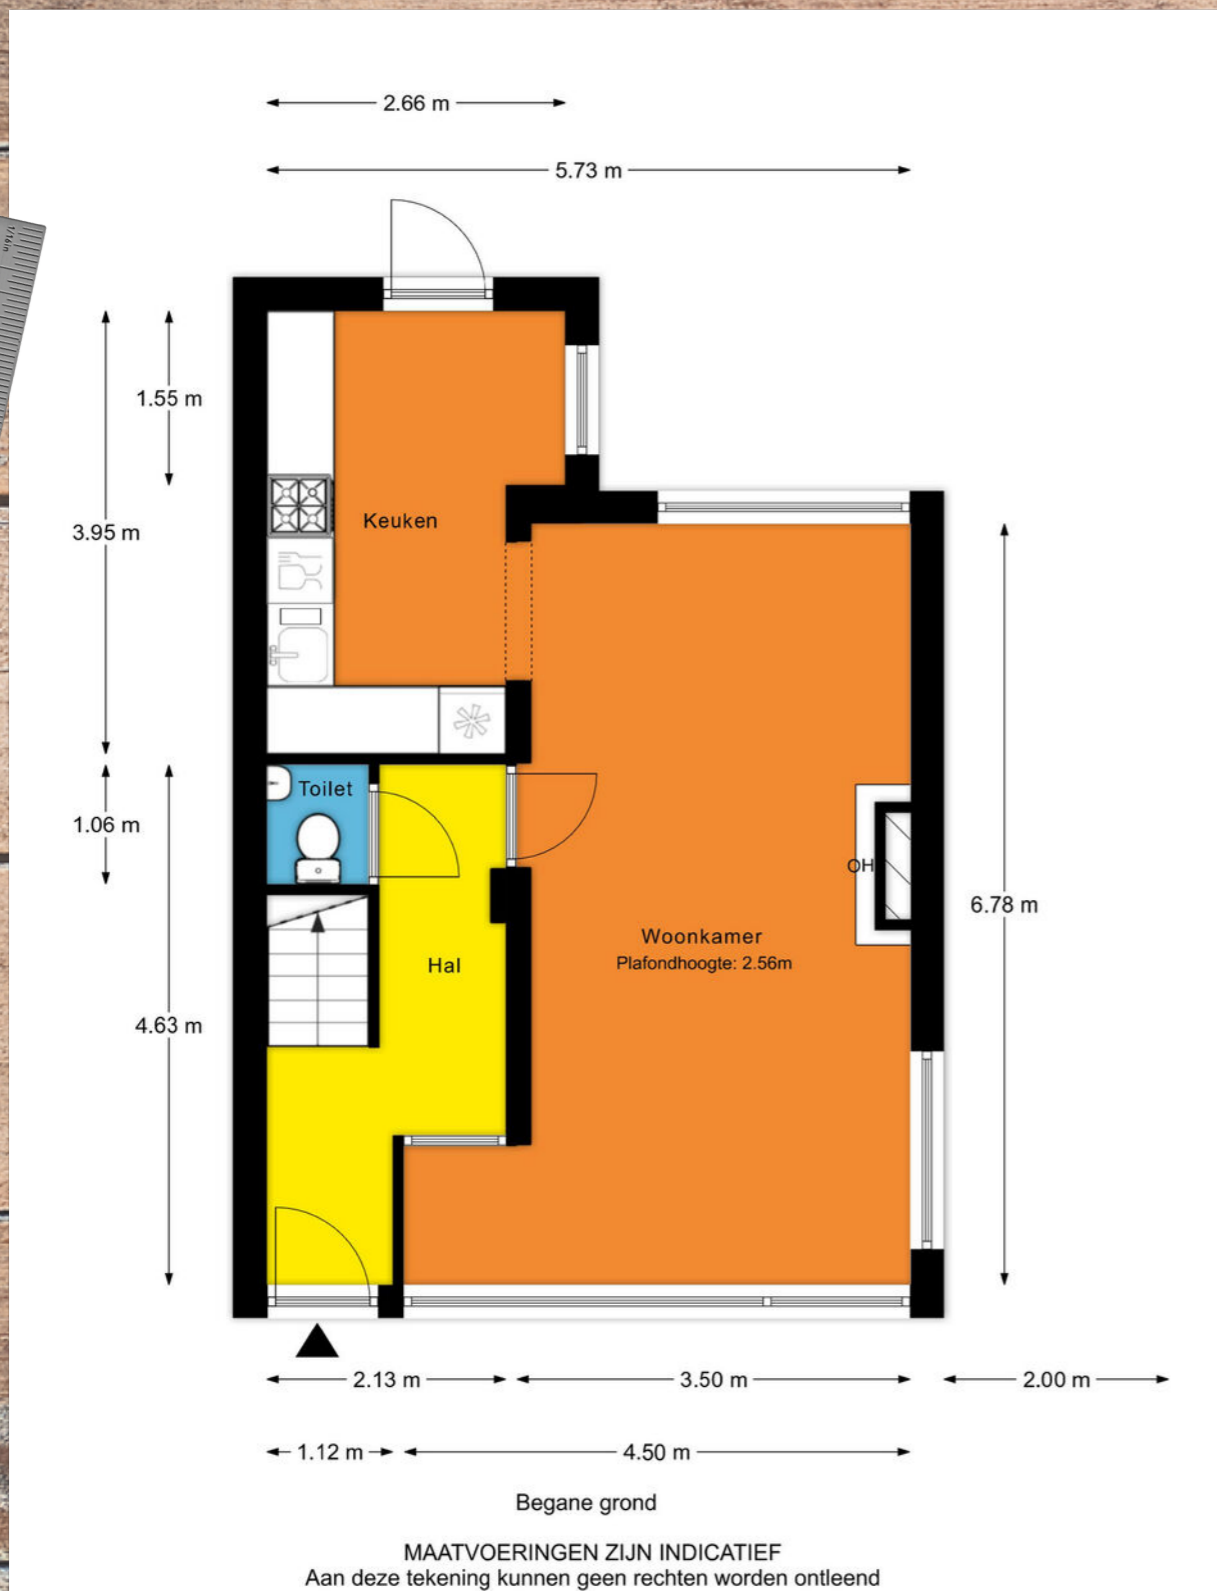 2.66 m
5.73 m
1/16in
1.55 m
3.95 m
Keuken
Toilet
1.06 m
OH
6.78 m
Woonkamer
Plafondhoogte: 2.56m
Hal
4.63 m
2.13 m
3.50 m
2.00 m
1.12 m
4.50 m
Begane grond
MAATVOERINGEN ZIJN INDICATIEF
Aan deze tekening kunnen geen rechten worden ontleend